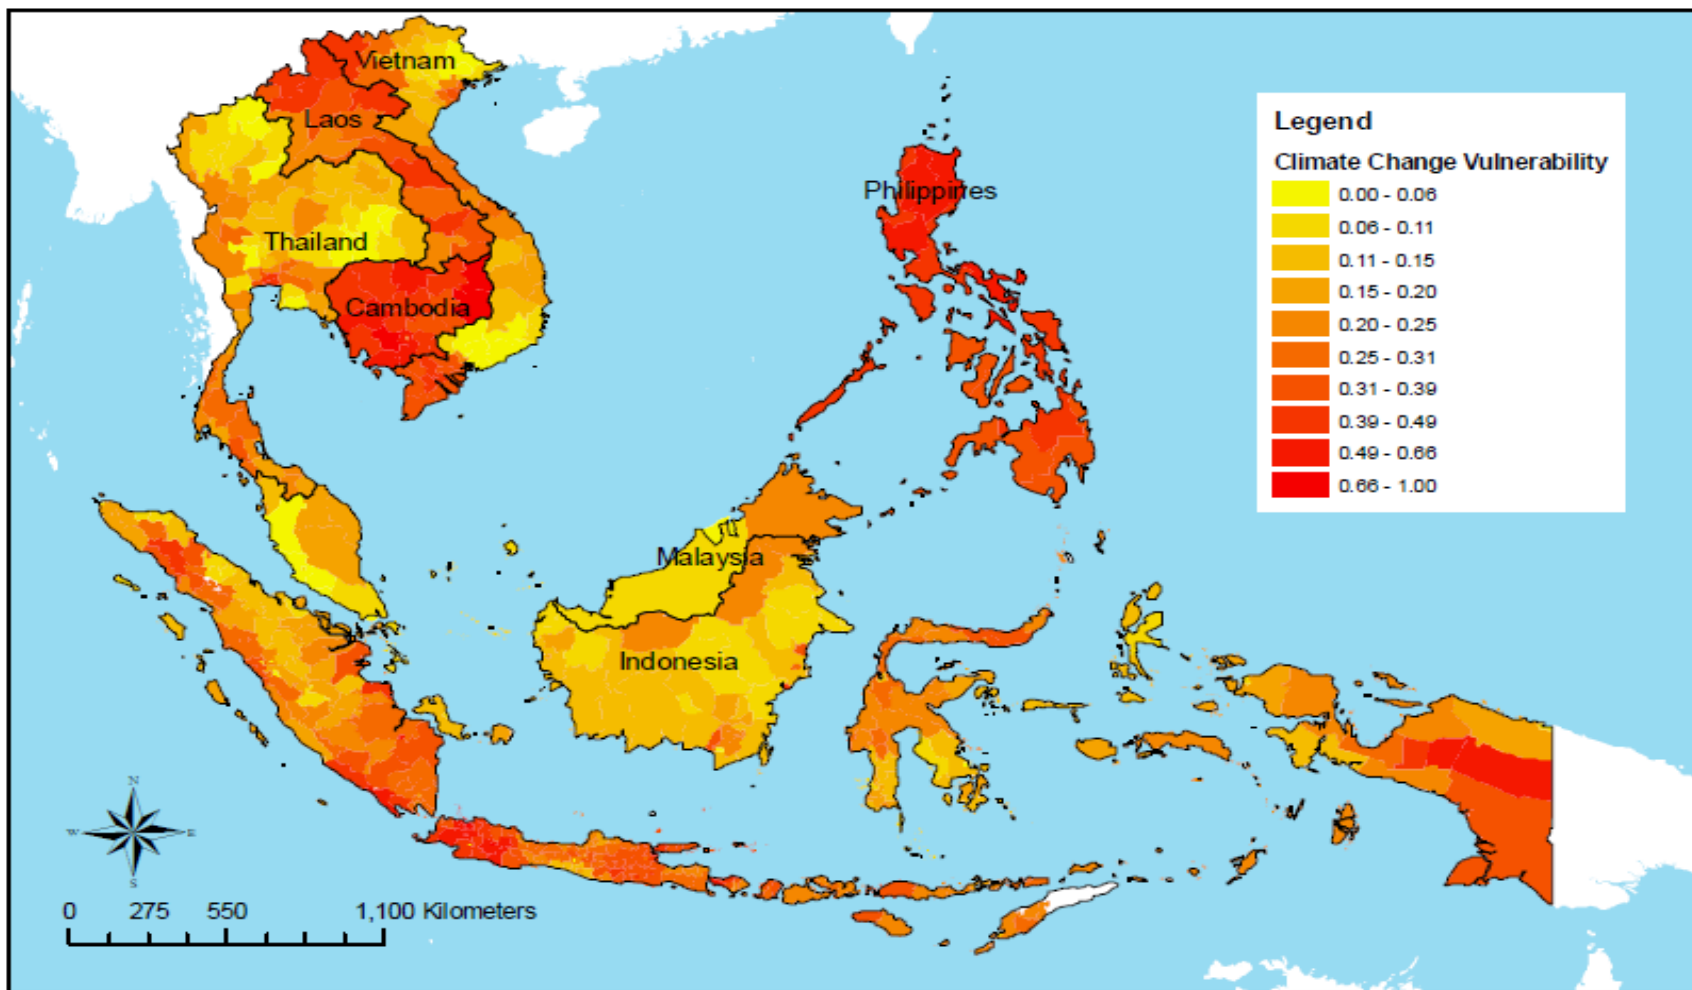 Vietnam
Laos
Thailand
Cambodia
Philippines
Malaysia
Indonesia
Legend
Climate Change Vulnerability
0.00 - 0.06
0.06 - 0.11
0.11 - 0.15
0.15 - 0.20
0.20 - 0.25
0.25 - 0.31
0.31 - 0.39
0.39 - 0.49
0.49 - 0.66
0.66 - 1.00
N
W E
S
0 275 550 1,100 Kilometers